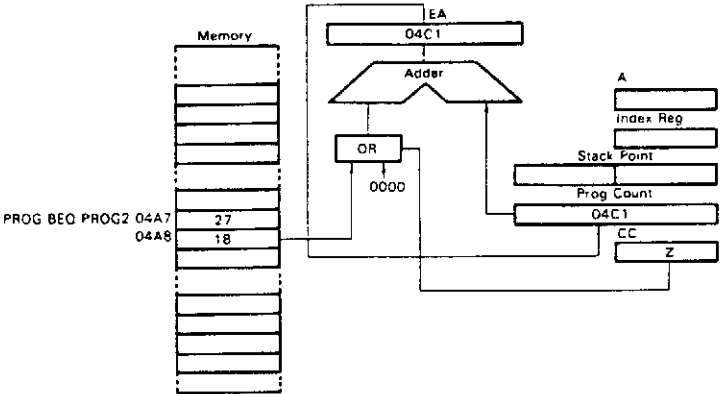 EA
Memory
04C1
Adder
A
Index Reg
OR
Stack Point
0000
Prog Count
PROG BEQ PROG2 04A7 27
04C1
04A8 18
CC
Z